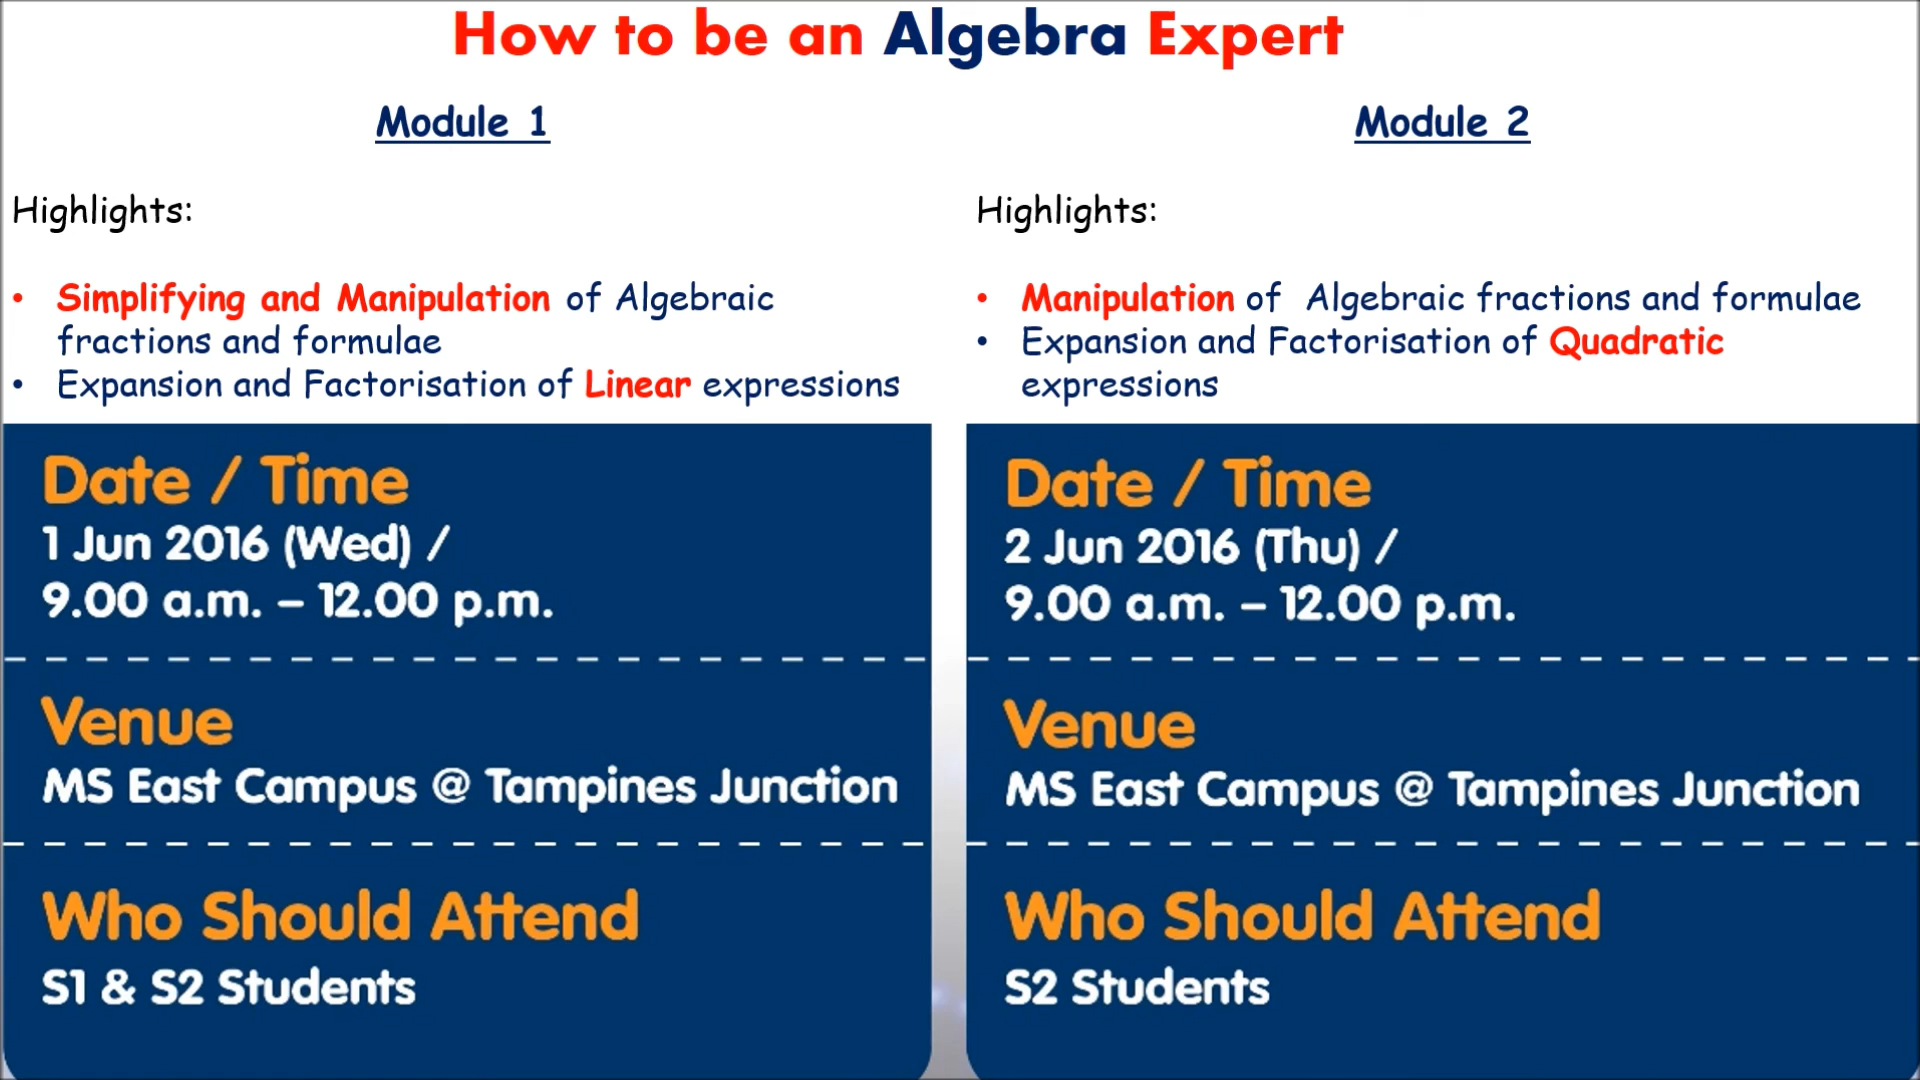 How to be an Algebra Expert
Module 1
Highlights:
• Simplifying and Manipulation of Algebraic
fractions and formulae
• Expansion and Factorisation of Linear expressions
Date / Time
1 Jun 2016 (Wed) /
9.00 a.m. – 12.00 p.m.
Venue
MS East Campus @ Tampines Junction
Who Should Attend
S1 & S2 Students
Module 2
Highlights:
• Manipulation of Algebraic fractions and formulae
• Expansion and Factorisation of Quadratic
expressions
Date / Time
2 Jun 2016 (Thu) /
9.00 a.m. – 12.00 p.m.
Venue
MS East Campus @ Tampines Junction
Who Should Attend
S2 Students